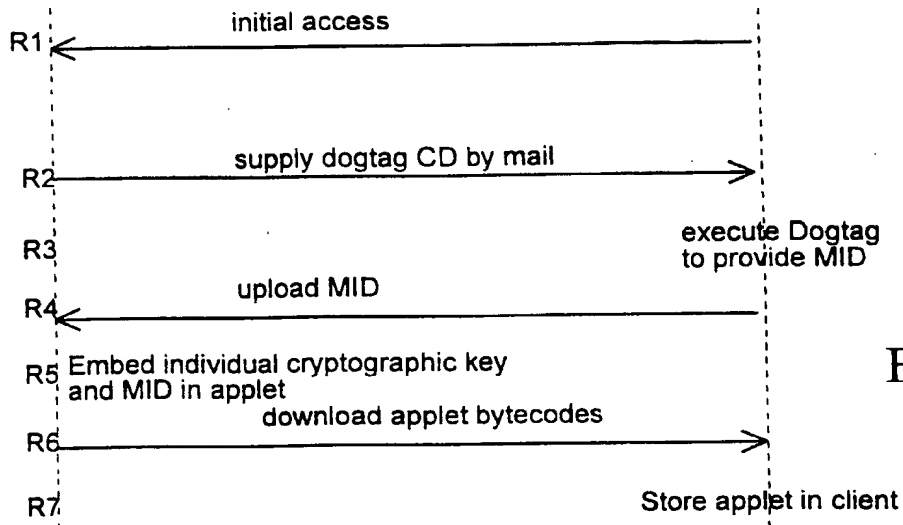 R1 initial access
R2 supply dogtag CD by mail
R3 execute Dogtag
to provide MID
R4 upload MID
R5 Embed individual cryptographic key
and MID in applet
download applet bytecodes
R6
R7 Store applet in client